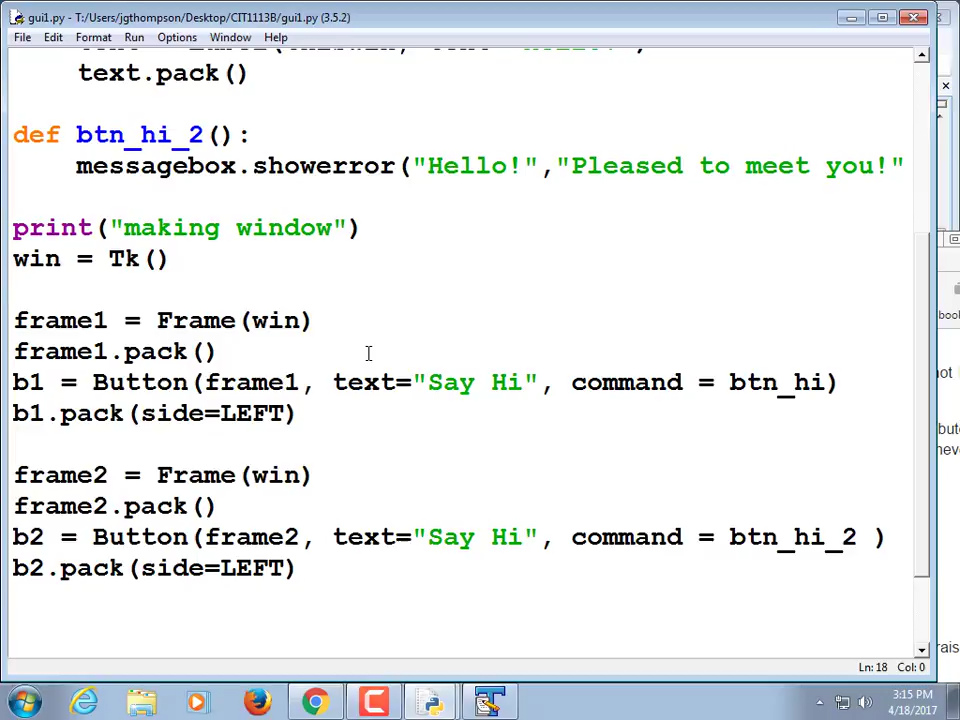 gui1.py - T:/Users/jgthompson/Desktop/CIT1113B/gui1.py (3.5.2)
File Edit Format Run Options Window Help
text.pack()
def btn_hi_2():
messagebox.showerror("Hello!","Pleased to meet you!"
print("making window")
win = Tk()
frame1 = Frame(win)
frame1.pack()
b1 = Button(frame1, text="Say Hi", command = btn_hi)
b1.pack(side=LEFT)
frame2 = Frame(win)
frame2.pack()
b2 = Button(frame2, text="Say Hi", command = btn_hi_2 )
b2.pack(side=LEFT)
Ln: 18 Col: 0
3:15 PM
4/18/2017